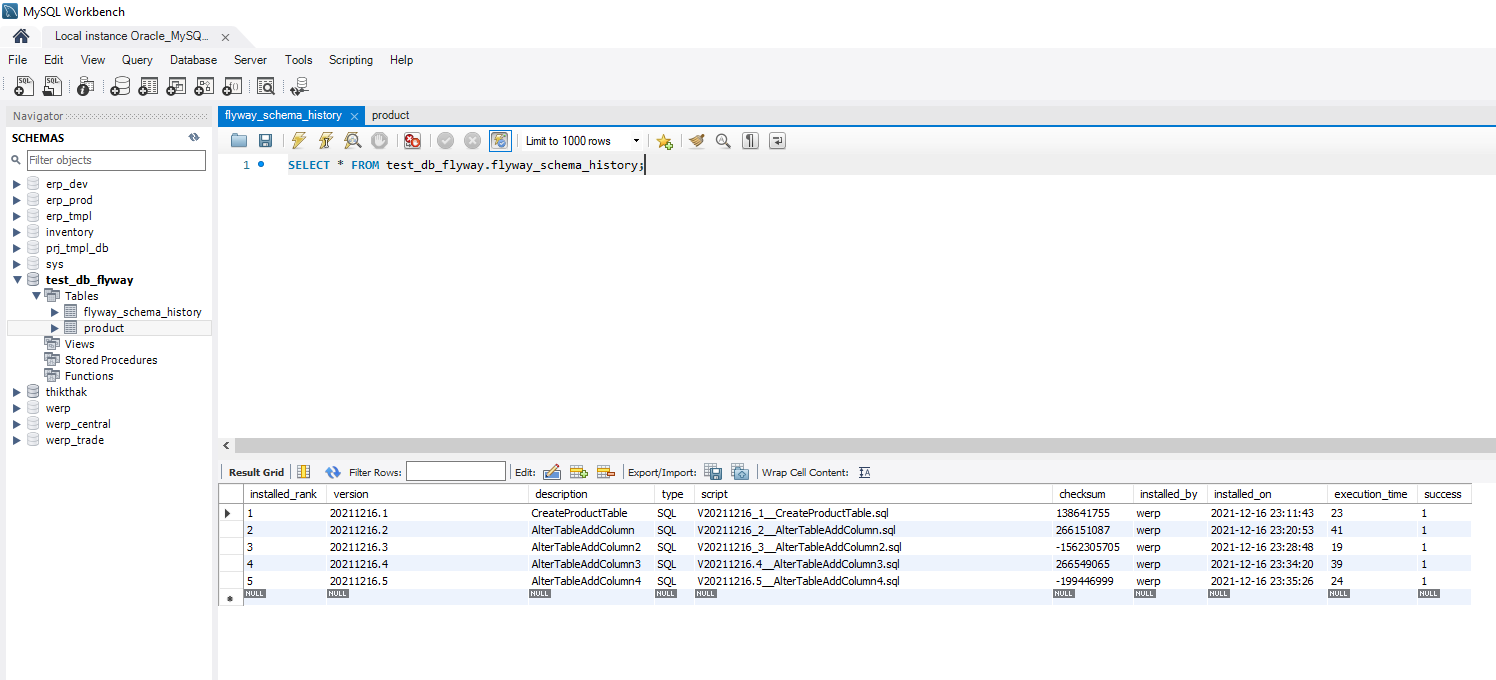 MySQL Workbench
Local instance Oracle_MySQ...
File Edit View Query Database Server Tools Scripting Help
Navigator
SCHEMAS
Filter objects
erp_dev
erp_prod
erp_tmpl
inventory
prj_tmpl_db
sys
test_db_flyway
Tables
flyway_schema_history
product
Views
Stored Procedures
Functions
thikthak
werp
werp_central
werp_trade
flyway_schema_history product
Limit to 1000 rows
1 SELECT * FROM test_db_flyway.flyway_schema_history;
Result Grid Filter Rows: Edit: Export/Import: Wrap Cell Content:
installed_rank version description type script checksum installed_by installed_on execution_time success
1 20211216.1 CreateProductTable SQL V20211216_1__CreateProductTable.sql 138641755 werp 2021-12-16 23:11:43 23 1
2 20211216.2 AlterTableAddColumn SQL V20211216_2__AlterTableAddColumn.sql 266151087 werp 2021-12-16 23:20:53 41 1
3 20211216.3 AlterTableAddColumn2 SQL V20211216_3__AlterTableAddColumn2.sql -1562305705 werp 2021-12-16 23:28:48 19 1
4 20211216.4 AlterTableAddColumn3 SQL V20211216.4__AlterTableAddColumn3.sql 266549065 werp 2021-12-16 23:34:20 39 1
5 20211216.5 AlterTableAddColumn4 SQL V20211216.5__AlterTableAddColumn4.sql -199446999 werp 2021-12-16 23:35:26 24 1
NULL NULL NULL NULL NULL NULL NULL NULL NULL NULL